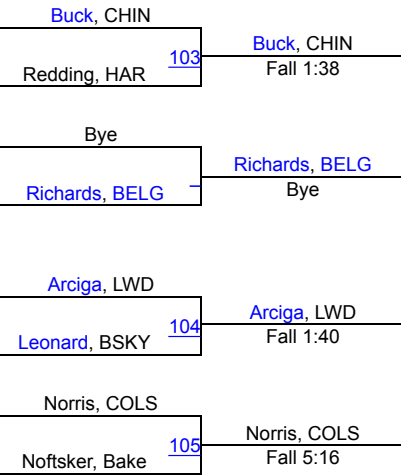 Buck, CHIN
103
Redding, HAR
Buck, CHIN
Fall 1:38
Bye
Richards, BELG
Richards, BELG
Bye
Arciga, LWD
104
Leonard, BSKY
Arciga, LWD
Fall 1:40
Norris, COLS
105
Noftsker, Bake
Norris, COLS
Fall 5:16